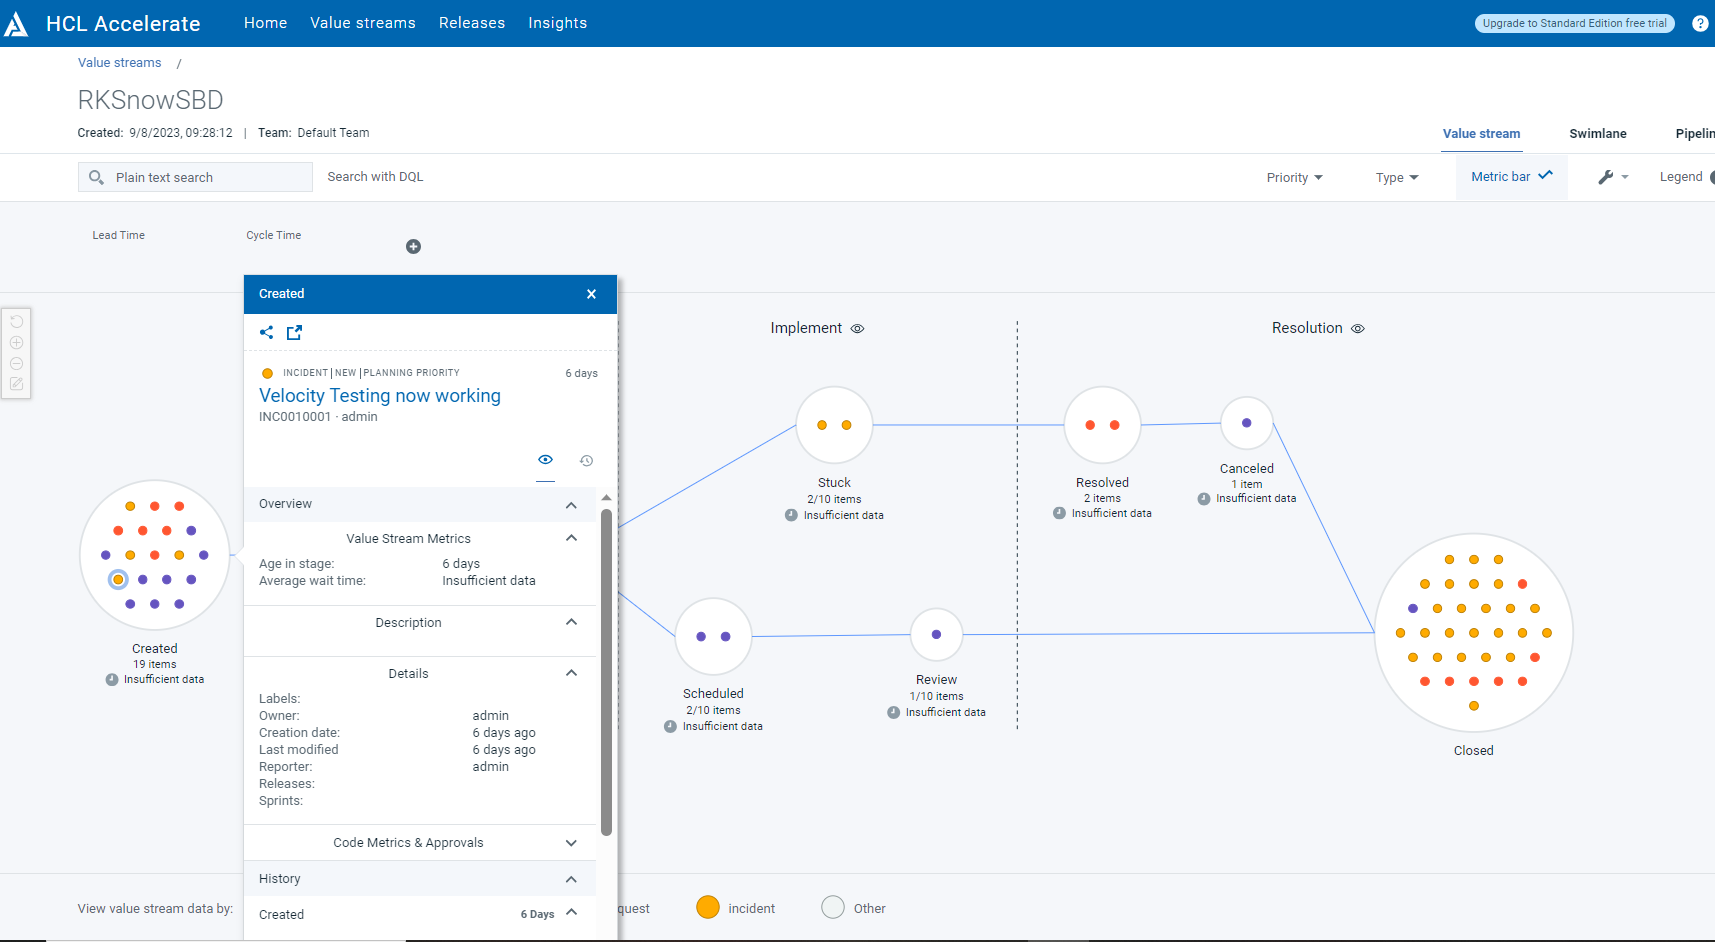 HCL Accelerate
Home
Value streams
Releases
Insights
Upgrade to Standard Edition free trial
?
Value streams /
RKSnowSBD
Created: 9/8/2023, 09:28:12 | Team: Default Team
Value stream
Swimlane
Pipelin
Plain text search
Search with DQL
Priority
Type
Metric bar
Legend
Lead Time
Cycle Time
Created
INCIDENT | NEW | PLANNING PRIORITY
6 days
Velocity Testing now working
INC0010001 · admin
Overview
Value Stream Metrics
Age in stage: 6 days
Average wait time: Insufficient data
Description
Details
Labels:
Owner: admin
Creation date: 6 days ago
Last modified 6 days ago
Reporter: admin
Releases:
Sprints:
Code Metrics & Approvals
History
Created 6 Days
Created
19 items
Insufficient data
Implement
Stuck
2/10 items
Insufficient data
Scheduled
2/10 items
Insufficient data
Review
1/10 items
Insufficient data
Resolution
Resolved
2 items
Insufficient data
Canceled
1 item
Insufficient data
Closed
View value stream data by:
quest
incident
Other